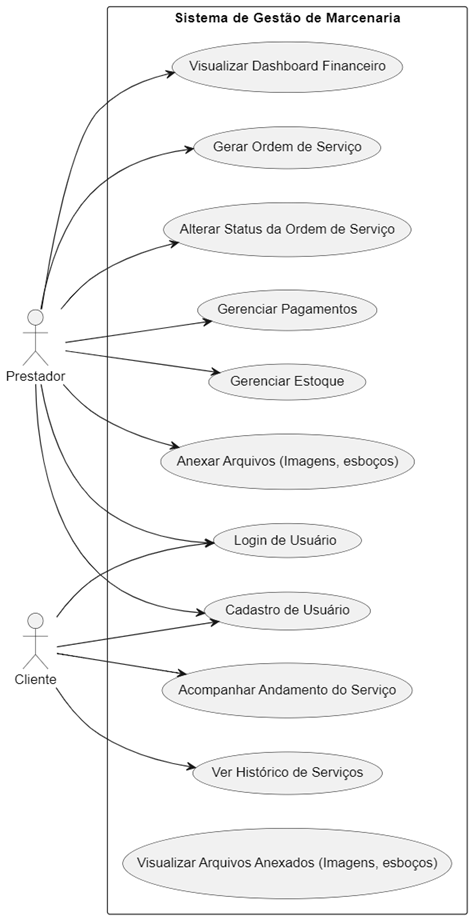 Sistema de Gestão de Marcenaria
Visualizar Dashboard Financeiro
Gerar Ordem de Serviço
Alterar Status da Ordem de Serviço
Gerenciar Pagamentos
Prestador
Gerenciar Estoque
Anexar Arquivos (Imagens, esboços)
Login de Usuário
Cadastro de Usuário
Cliente
Acompanhar Andamento do Serviço
Ver Histórico de Serviços
Visualizar Arquivos Anexados (Imagens, esboços)